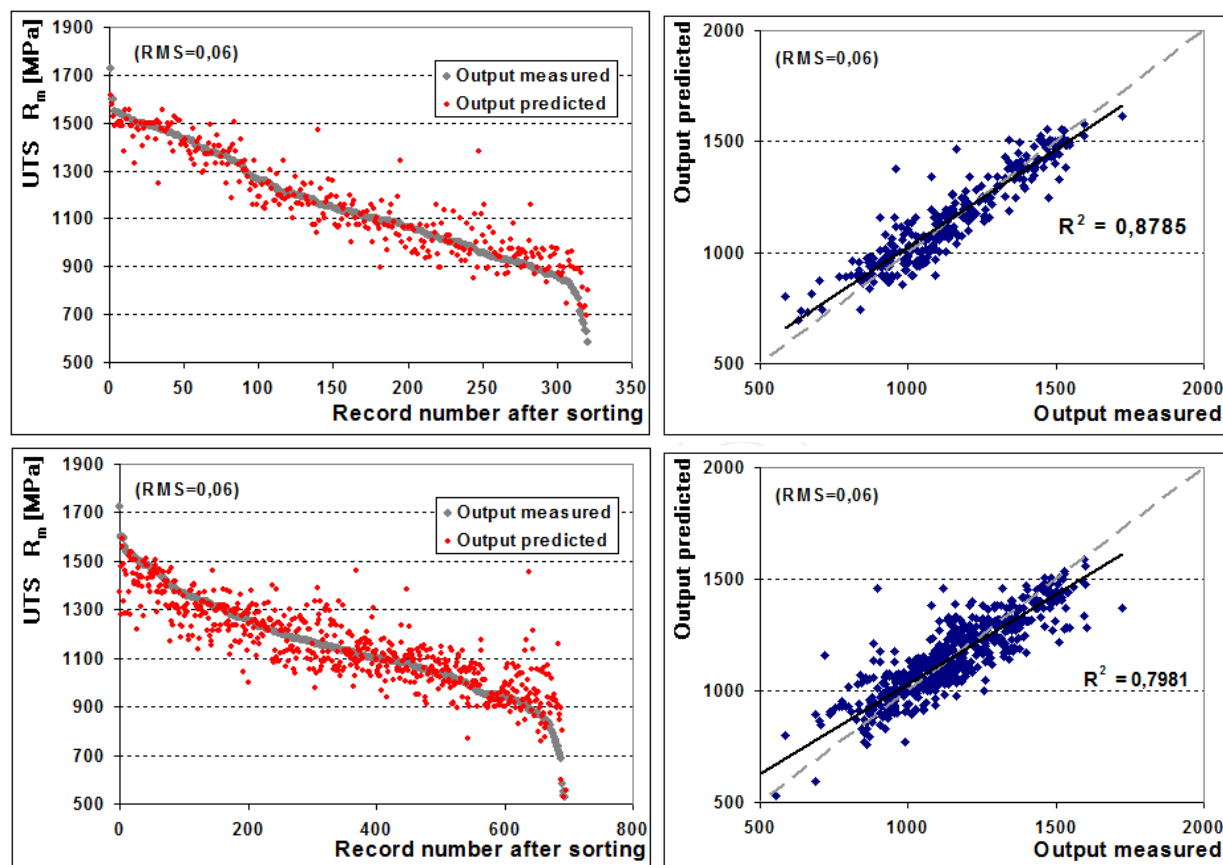 UTS R_m [MPa]
1900
1700
1500
1300
1100
900
700
500
(RMS=0,06)
Output measured
Output predicted
0 50 100 150 200 250 300 350
Record number after sorting
Output predicted
2000
1500
1000
500
(RMS=0,06)
R² = 0,8785
500 1000 1500 2000
Output measured
UTS R_m [MPa]
1900
1700
1500
1300
1100
900
700
500
(RMS=0,06)
Output measured
Output predicted
0 200 400 600 800
Record number after sorting
Output predicted
2000
1500
1000
500
(RMS=0,06)
R² = 0,7981
500 1000 1500 2000
Output measured